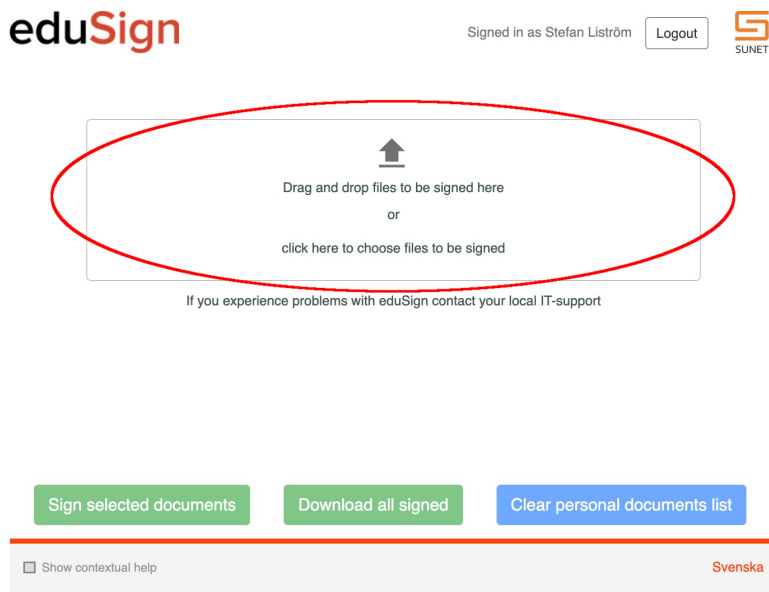 eduSign
Signed in as Stefan Liström
Logout
SUNET
Drag and drop files to be signed here
or
click here to choose files to be signed
If you experience problems with eduSign contact your local IT-support
Sign selected documents
Download all signed
Clear personal documents list
Show contextual help
Svenska